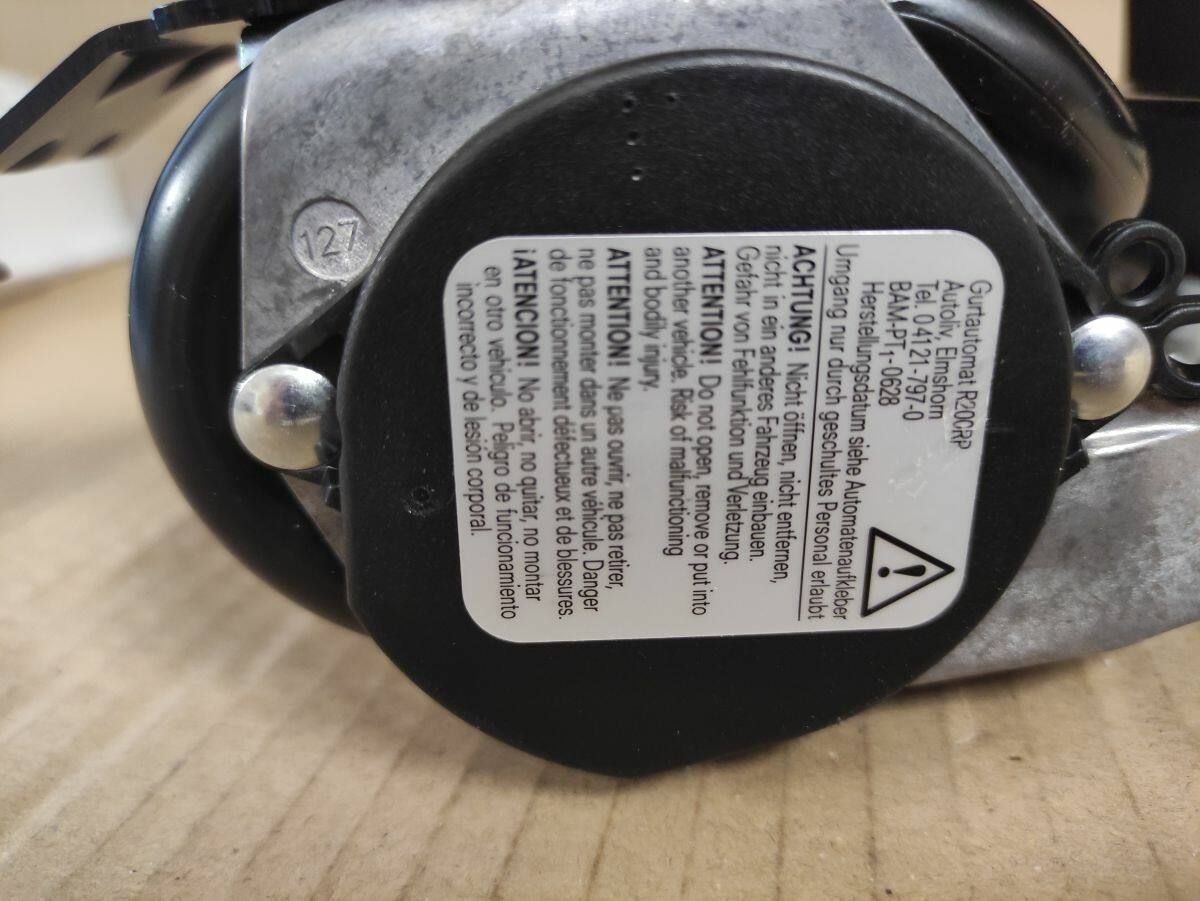 127
Gurtautomat R20CRP
Autoliv, Elmshorn
Tel. 04121-797-0
BAM-PT1-0628
Herstellungsdatum siehe Automatenaufkleber
Umgang nur durch geschultes Personal erlaubt
ACHTUNG! Nicht öffnen, nicht entfernen,
nicht in ein anderes Fahrzeug einbauen.
Gefahr von Fehlfunktion und Verletzung.
ATTENTION! Do not open, remove or put into
another vehicle. Risk of malfunctioning
and bodily injury.
ATTENTION! Ne pas ouvrir, ne pas retirer,
ne pas monter dans un autre véhicule. Danger
de fonctionnement défectueux et de blessures.
¡ATENCION! No abrir, no quitar, no montar
en otro vehículo. Peligro de funcionamiento
incorrecto y de lesión corporal.